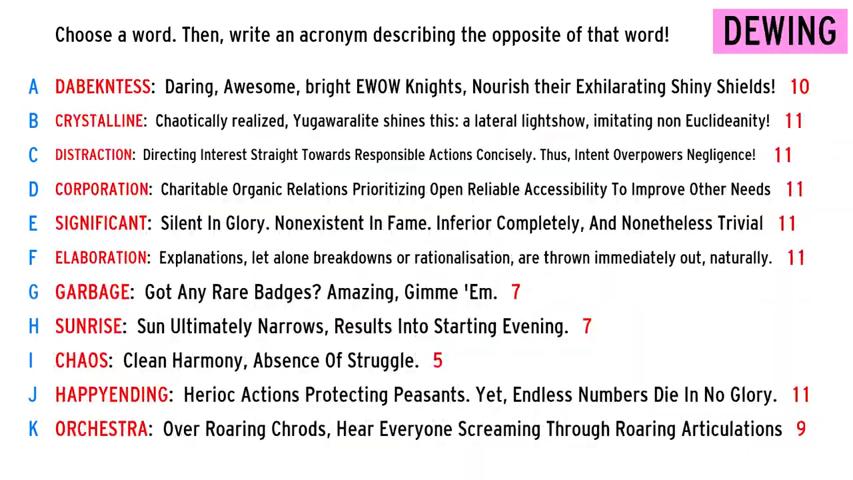 Choose a word. Then, write an acronym describing the opposite of that word!
DEWING
A DABEKNTESS: Daring, Awesome, bright EWOW Knights, Nourish their Exhilarating Shiny Shields! 10
B CRYSTALLINE: Chaotically realized, Yugawaralite shines this: a lateral lightshow, imitating non Euclideanity! 11
C DISTRACTION: Directing Interest Straight Towards Responsible Actions Concisely. Thus, Intent Overpowers Negligence! 11
D CORPORATION: Charitable Organic Relations Prioritizing Open Reliable Accessibility To Improve Other Needs 11
E SIGNIFICANT: Silent In Glory. Nonexistent In Fame. Inferior Completely, And Nonetheless Trivial 11
F ELABORATION: Explanations, let alone breakdowns or rationalisation, are thrown immediately out, naturally. 11
G GARBAGE: Got Any Rare Badges? Amazing, Gimme 'Em. 7
H SUNRISE: Sun Ultimately Narrows, Results Into Starting Evening. 7
I CHAOS: Clean Harmony, Absence Of Struggle. 5
J HAPPYENDING: Herioc Actions Protecting Peasants. Yet, Endless Numbers Die In No Glory. 11
K ORCHESTRA: Over Roaring Chrods, Hear Everyone Screaming Through Roaring Articulations 9